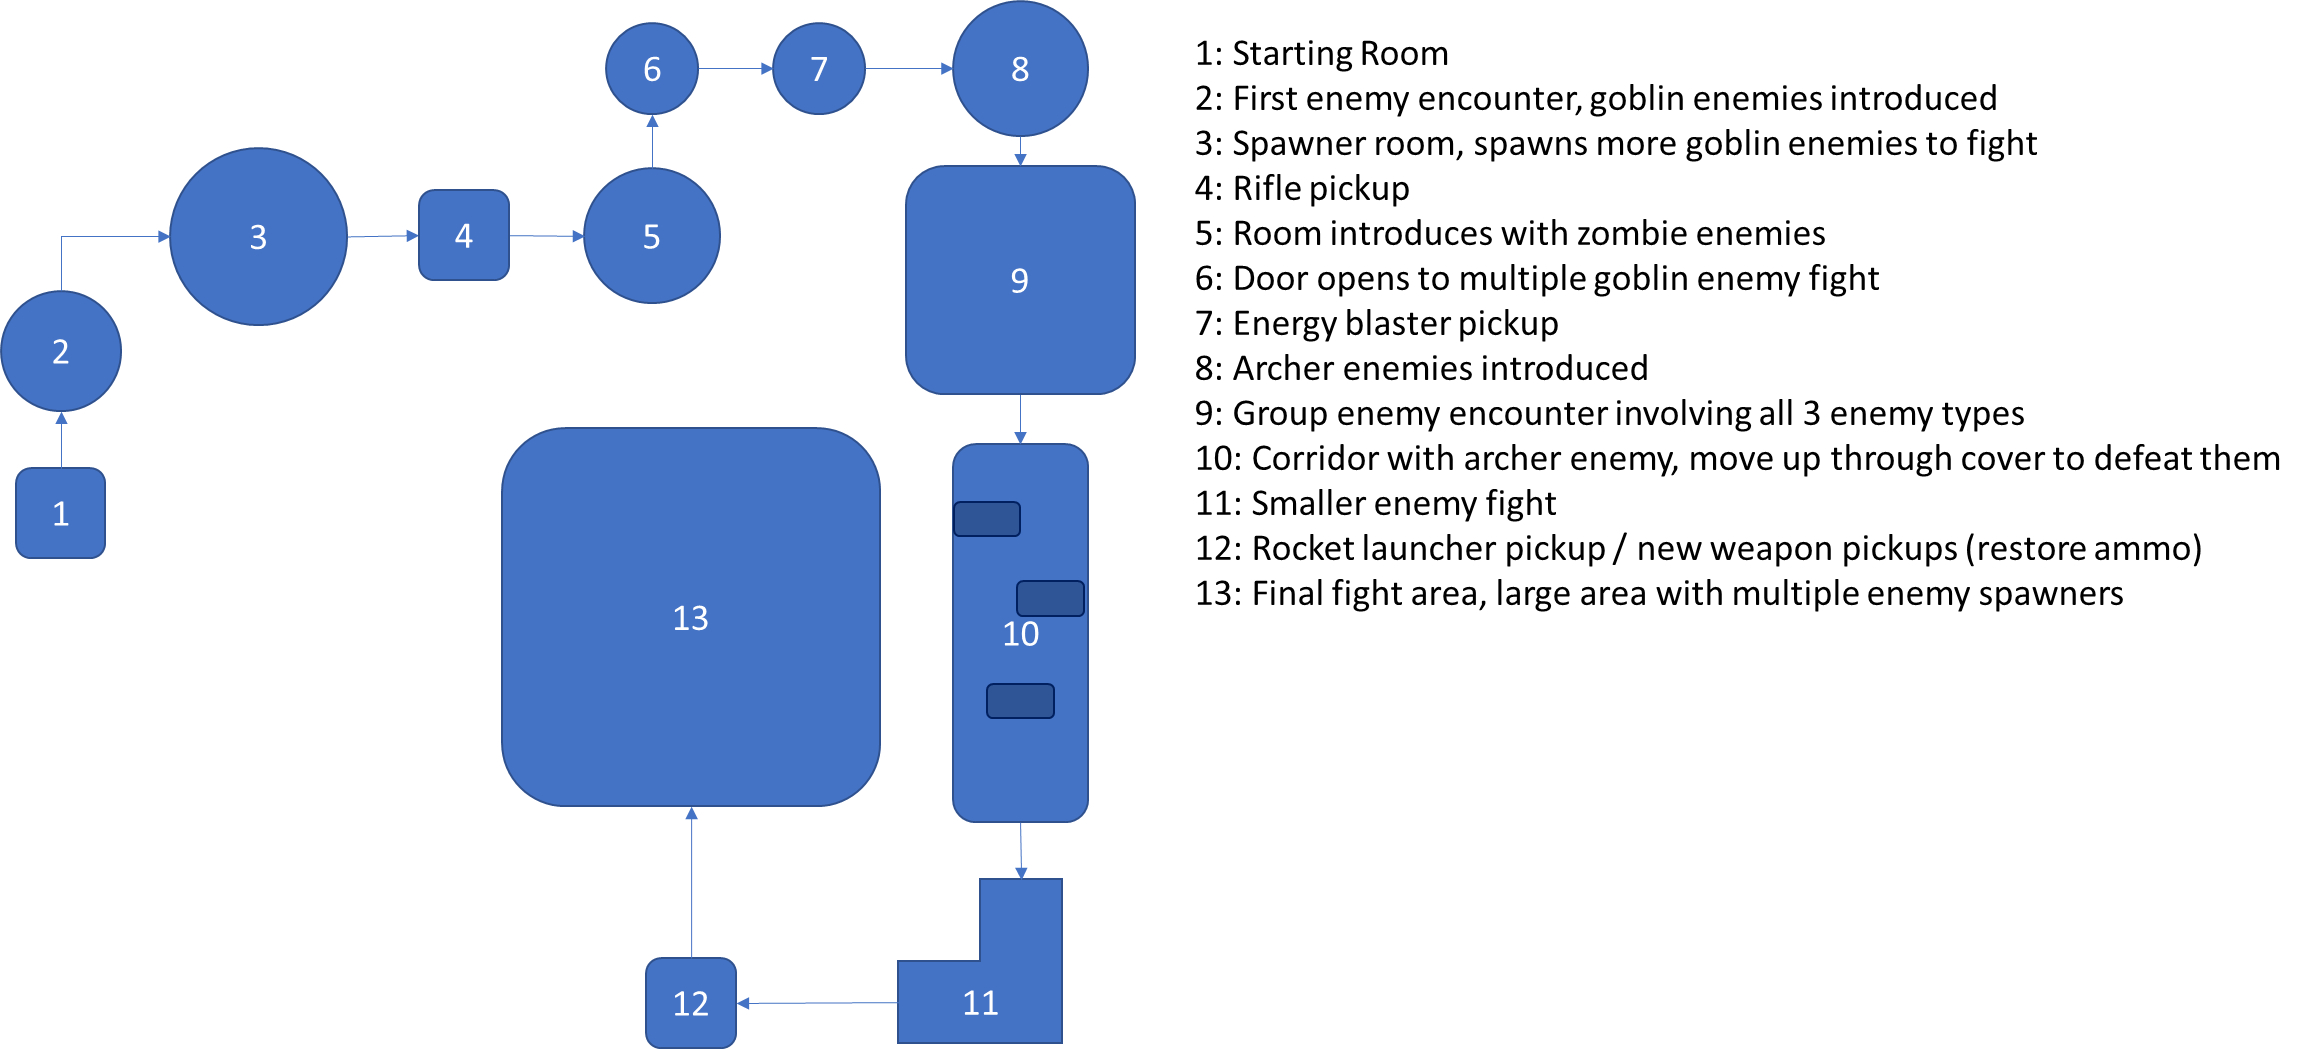 6
7
8
3
4
5
2
9
1
13
10
12
11
1: Starting Room
2: First enemy encounter, goblin enemies introduced
3: Spawner room, spawns more goblin enemies to fight
4: Rifle pickup
5: Room introduces with zombie enemies
6: Door opens to multiple goblin enemy fight
7: Energy blaster pickup
8: Archer enemies introduced
9: Group enemy encounter involving all 3 enemy types
10: Corridor with archer enemy, move up through cover to defeat them
11: Smaller enemy fight
12: Rocket launcher pickup / new weapon pickups (restore ammo)
13: Final fight area, large area with multiple enemy spawners